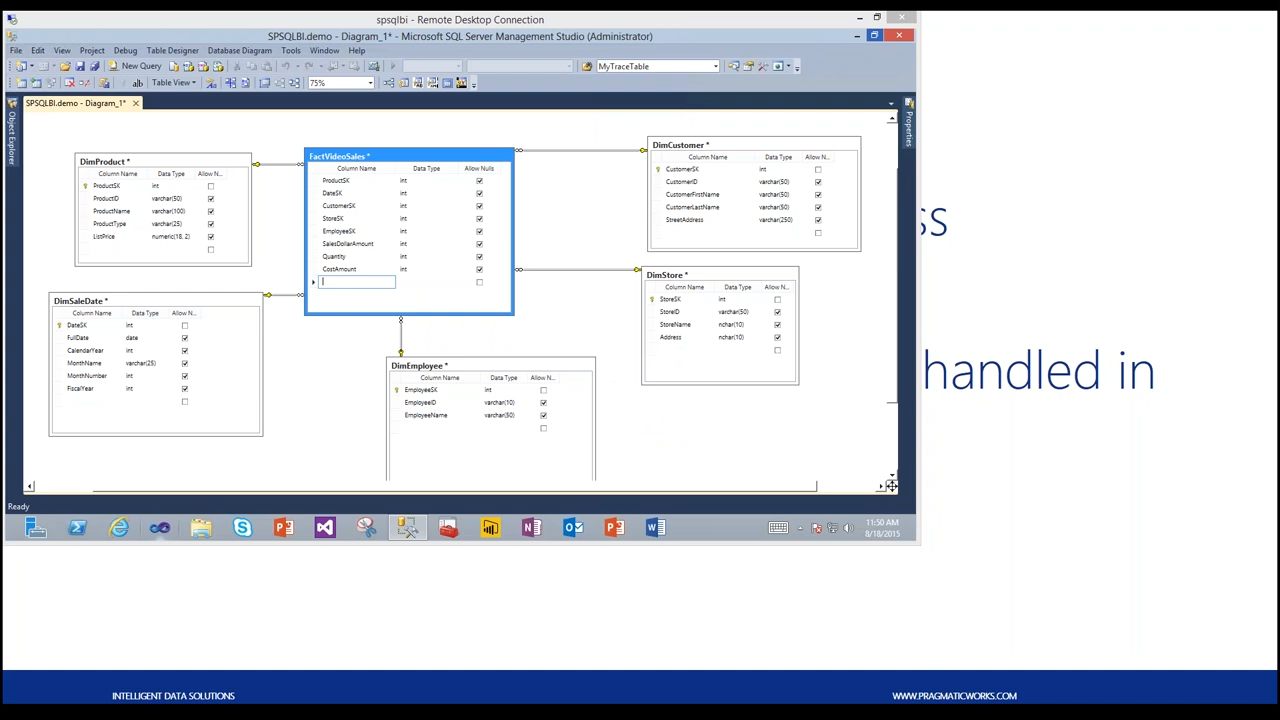 spsqlbi - Remote Desktop Connection
SPSQLBI.demo - Diagram_1* - Microsoft SQL Server Management Studio (Administrator)
File Edit View Project Debug Table Designer Database Diagram Tools Window Help
New Query MyTraceTable
Table View 75%
SPSQLBI.demo - Diagram_1*
Object Explorer
Properties
DimProduct *
Column Name Data Type Allow N...
ProductSK int
ProductID varchar(50)
ProductName varchar(100)
ProductType varchar(25)
ListPrice numeric(18, 2)
FactVideoSales *
Column Name Data Type Allow Nulls
ProductSK int
DateSK int
CustomerSK int
StoreSK int
EmployeeSK int
SalesDollarAmount int
Quantity int
CostAmount int
DimCustomer *
Column Name Data Type Allow N...
CustomerSK int
CustomerID varchar(50)
CustomerFirstName varchar(50)
CustomerLastName varchar(50)
StreetAddress varchar(250)
DimSaleDate *
Column Name Data Type Allow N...
DateSK int
FullDate date
CalendarYear int
MonthName varchar(25)
MonthNumber int
FiscalYear int
DimStore *
Column Name Data Type Allow N...
StoreSK int
StoreID varchar(50)
StoreName nchar(10)
Address nchar(10)
DimEmployee *
Column Name Data Type Allow N...
EmployeeSK int
EmployeeID varchar(10)
EmployeeName varchar(50)
ss
handled in
Ready
11:50 AM
8/18/2015
INTELLIGENT DATA SOLUTIONS
WWW.PRAGMATICWORKS.COM